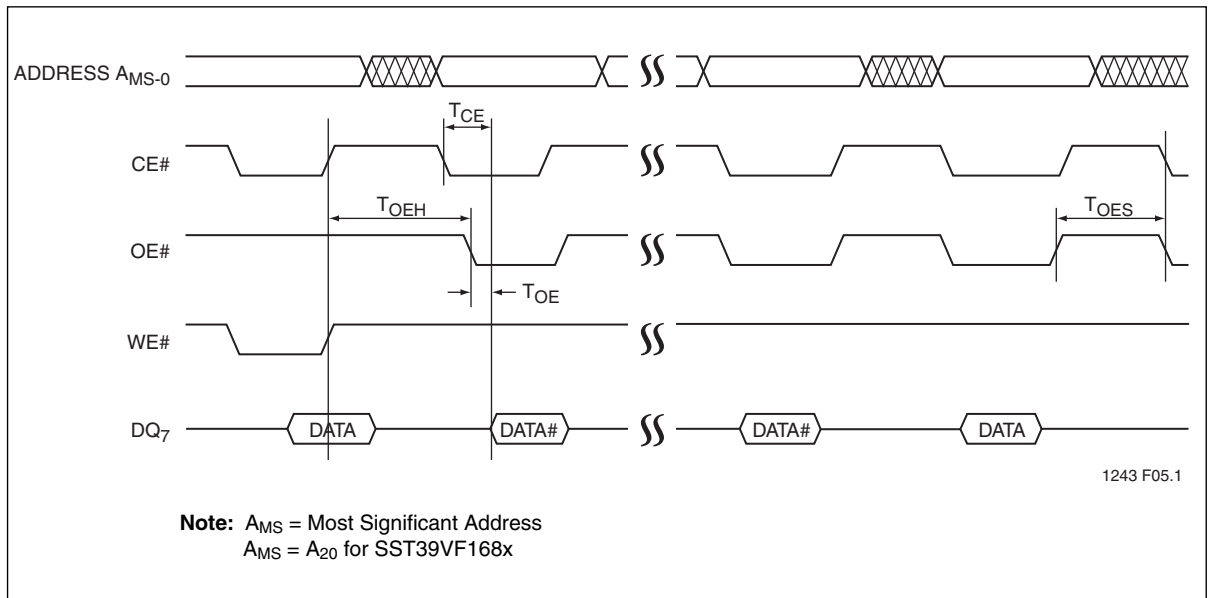 ADDRESS AMS-0
TCE
CE#
TOEH
TOES
OE#
TOE
WE#
DQ7
DATA
DATA#
DATA#
DATA
1243 F05.1
Note: AMS = Most Significant Address
AMS = A20 for SST39VF168x